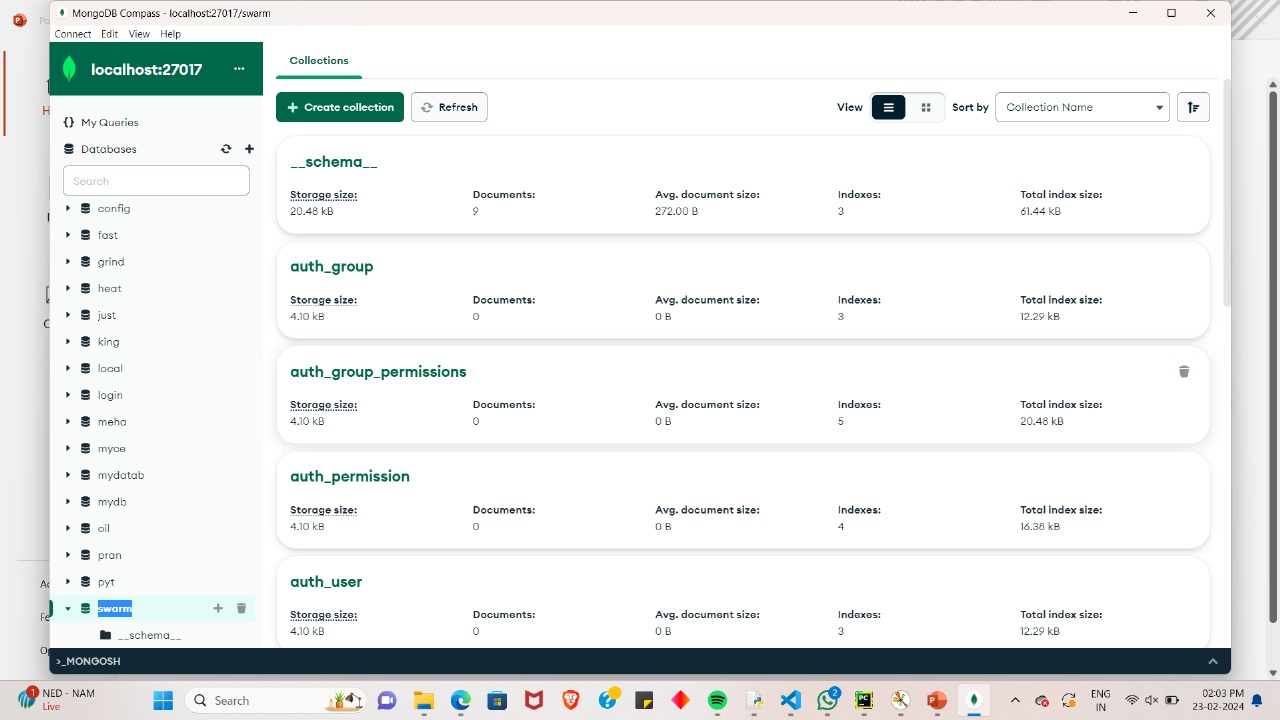 MongoDB Compass - localhost:27017/swarm
Connect Edit View Help
localhost:27017
...
{} My Queries
Databases
Search
config
fast
grind
heat
just
king
local
login
meha
myce
mydatab
mydb
oil
pran
pyt
swarm
__schema__
Collections
+ Create collection
Refresh
View
Sort by
Collection Name
__schema__
Storage size: Documents: Avg. document size: Indexes: Total index size:
20.48 kB 9 272.00 B 3 61.44 kB
auth_group
Storage size: Documents: Avg. document size: Indexes: Total index size:
4.10 kB 0 0 B 3 12.29 kB
auth_group_permissions
Storage size: Documents: Avg. document size: Indexes: Total index size:
4.10 kB 0 0 B 5 20.48 kB
auth_permission
Storage size: Documents: Avg. document size: Indexes: Total index size:
4.10 kB 0 0 B 4 16.38 kB
auth_user
Storage size: Documents: Avg. document size: Indexes: Total index size:
4.10 kB 0 0 B 3 12.29 kB
>_MONGOSH
1
NED - NAM
Live
Search
2
ENG
IN
02:03 PM
23-02-2024